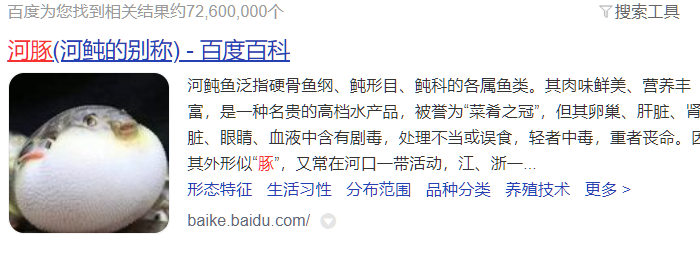 百度为您找到相关结果约72,600,000个
搜索工具
河豚(河鲀的别称) - 百度百科
河鲀鱼泛指硬骨鱼纲、鲀形目、鲀科的各属鱼类。其肉味鲜美、营养丰
富，是一种名贵的高档水产品，被誉为“菜肴之冠”，但其卵巢、肝脏、肾
脏、眼睛、血液中含有剧毒，处理不当或误食，轻者中毒，重者丧命。因
其外形似“豚”，又常在河口一带活动，江、浙一...
形态特征 生活习性 分布范围 品种分类 养殖技术 更多 >
baike.baidu.com/